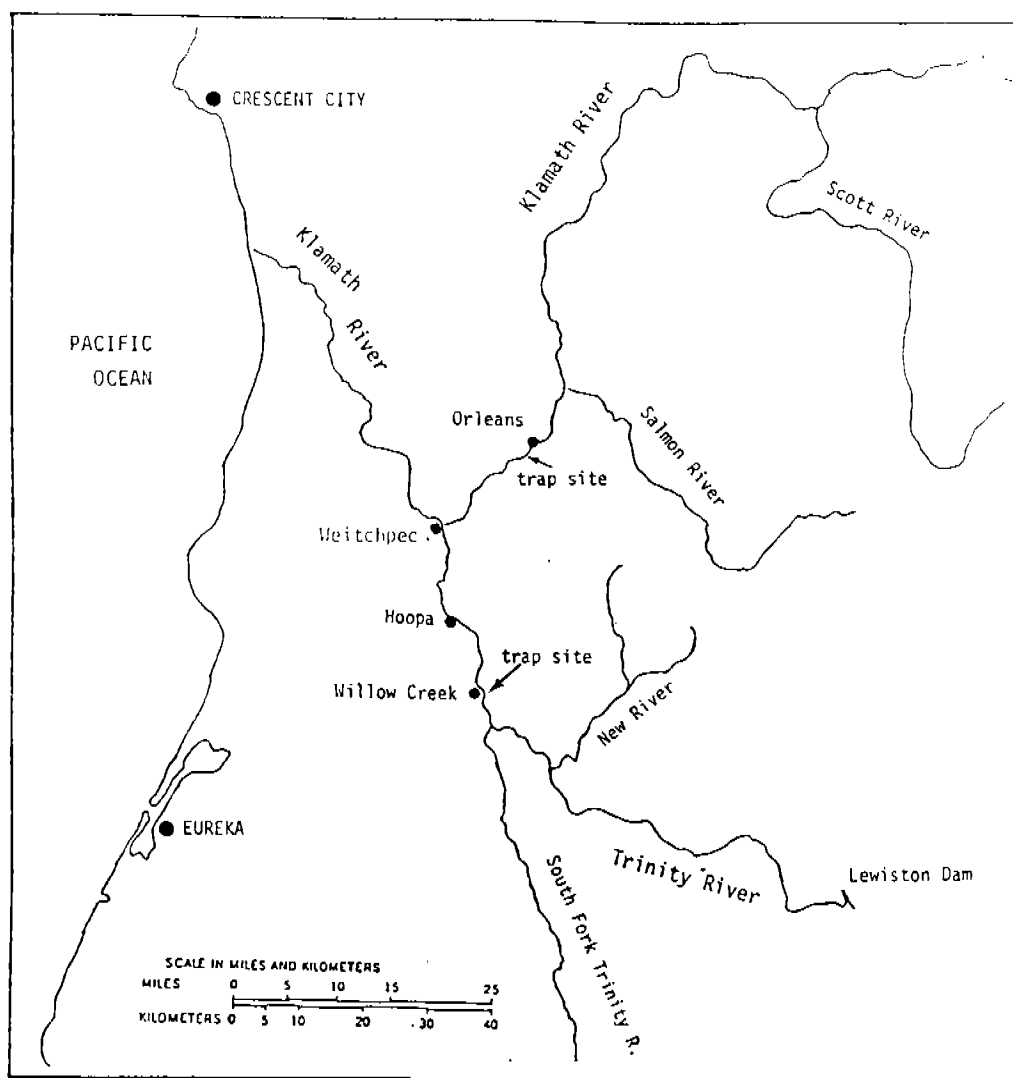 CRESCENT CITY
Klamath River
Scott River
Klamath
River
PACIFIC
OCEAN
Orleans
trap site
Salmon River
Weitchpec
Hoopa
trap site
Willow Creek
New River
EUREKA
Trinity River
Lewiston Dam
South Fork Trinity R.
SCALE IN MILES AND KILOMETERS
MILES 0 5 10 15 25
KILOMETERS 0 5 10 20 30 40